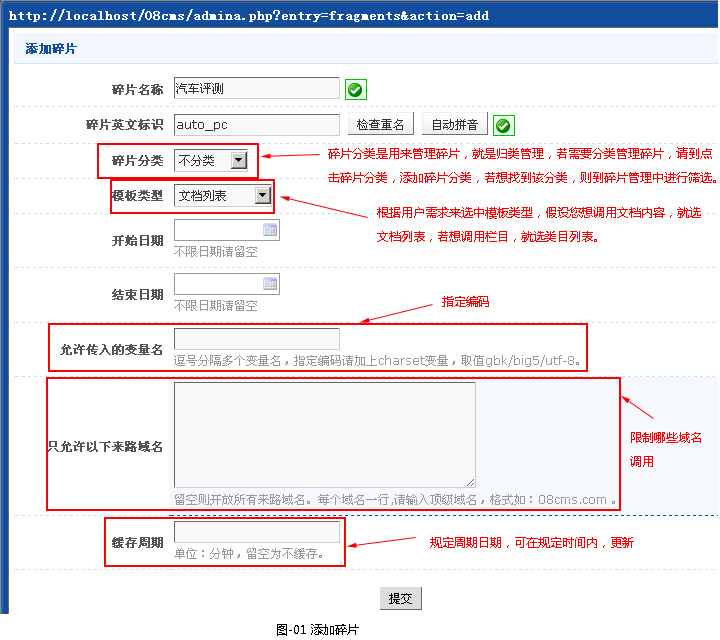 http://localhost/08cms/admina.php?entry=fragments&action=add
添加碎片
碎片名称 汽车评测
碎片英文标识 auto_pc 检查重名 自动拼音
碎片分类 不分类
碎片分类是用来管理碎片，就是归类管理，若需要分类管理碎片，请到点
击碎片分类，添加碎片分类，若想找到该分类，则到碎片管理中进行筛选。
模板类型 文档列表
根据用户需求来选中模板类型，假设您想调用文档内容，就选
文档列表，若想调用栏目，就选类目列表。
开始日期
不限日期请留空
结束日期
不限日期请留空
指定编码
允许传入的变量名
逗号分隔多个变量名，指定编码请加上charset变量，取值gbk/big5/utf-8。
只允许以下来路域名
限制哪些域名
调用
留空则开放所有来路域名。每个域名一行,请输入顶级域名，格式如：08cms.com 。
缓存周期
单位：分钟，留空为不缓存。
规定周期日期，可在规定时间内，更新
提交
图-01 添加碎片